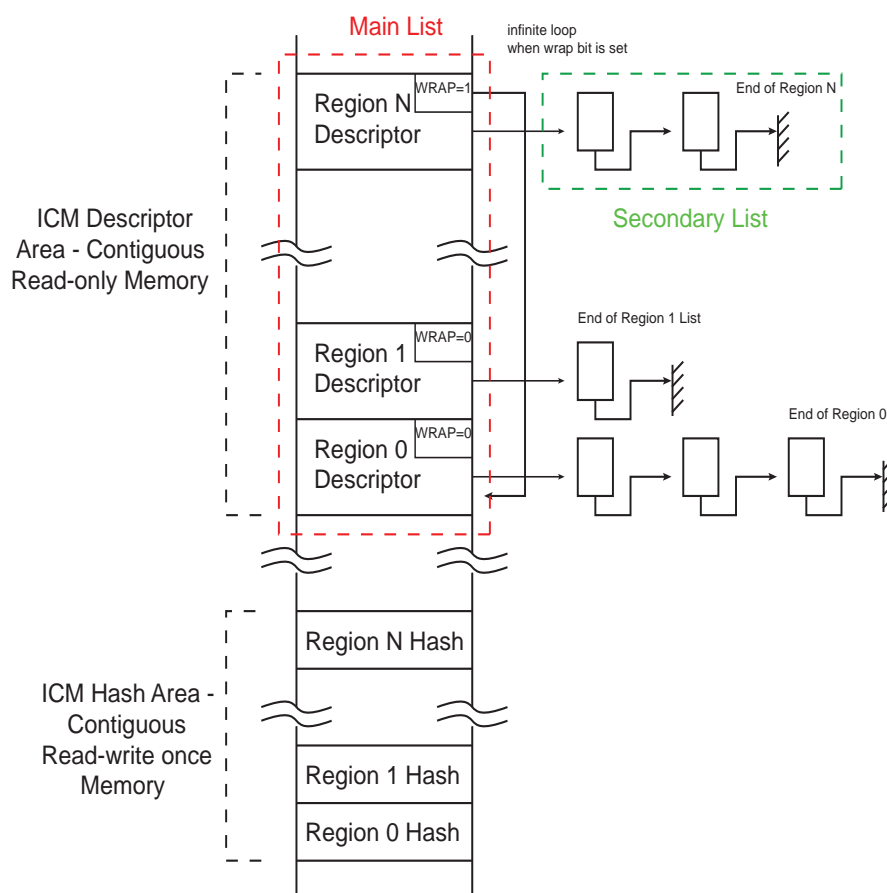 Main List
infinite loop
when wrap bit is set
WRAP=1
Region N
Descriptor
End of Region N
Secondary List
ICM Descriptor
Area - Contiguous
Read-only Memory
WRAP=0
Region 1
Descriptor
End of Region 1 List
WRAP=0
Region 0
Descriptor
End of Region 0
Region N Hash
ICM Hash Area -
Contiguous
Read-write once
Memory
Region 1 Hash
Region 0 Hash